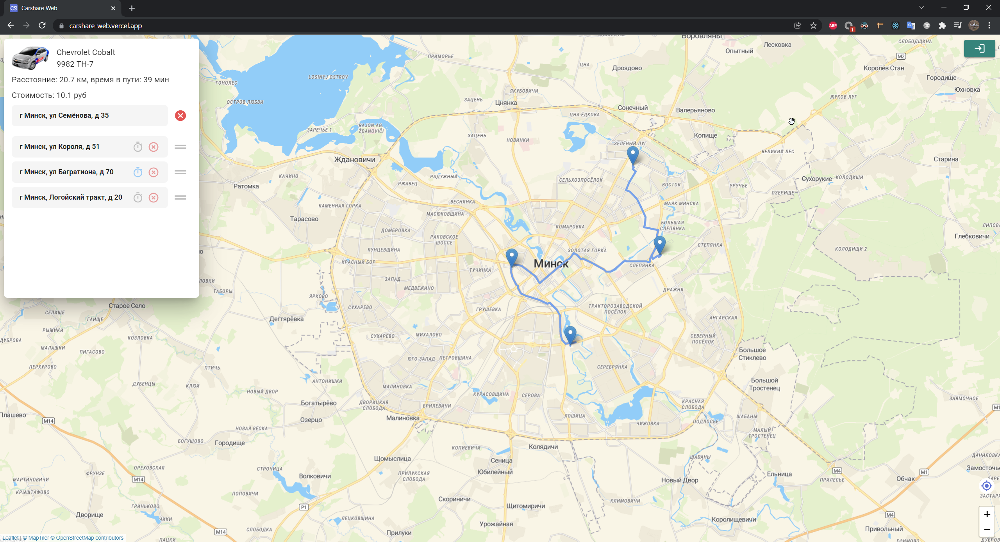 Carshare Web
carshare-web.vercel.app
Chevrolet Cobalt
9982 TH-7
Расстояние: 20.7 км, время в пути: 39 мин
Стоимость: 10.1 руб
г Минск, ул Семёнова, д 35
г Минск, ул Короля, д 51
г Минск, ул Багратиона, д 70
г Минск, Логойский тракт, д 20
Боровляны
СЛОБОДЩИНА
Лесковка
Опытный
ПРИМОРЬЕ
M2
ЦНА
Дроздово
Королёв Стан
LOSINYJ OSTROV
Городище
ГОНОЛЕС
Юховка
ЯКУБОВИЧИ
ЖУКОВ ЛУГ
ЗАЦЕНЬ
Цнянка
ОСТРОВ ЛЮБВИ
Сонечный
Валерьяново
ЦНА-ЁДКОВА
RAJON AG.
ŽDANOVIČI
ЗАРЕЧЬЕ 1
ЗАЦЕНЬ
Копище
НОВИНКИ
ЗЕЛЁНЫЙ ЛУГ
ВЕЛИКИЙ ЛЕС
Ждановичи
Старина
КАЧИНО
РАДУЖНЫЙ
СЕЛЬХОЗПОСЁЛОК
Сухорукие
КОЛОДИЩИ
РЖАВЕЦ
ВОСТОК
Ратомка
УРУЧЬЕ
ОЗЕРИЩЕ
ВЕСНЯНКА
МАЯК МИНСКА
КАМЕННАЯ ГОРКА
МАСЮКОВЩИНА
Тарасово
БОЛЬШАЯ
СЛЕПЯНКА
КОМАРОВКА
ДОМБРОВКА
РАКОВСКОЕ
ШОССЕ
Глебковичи
СТЕПЯНКА
КОЛОДИЩИ 2
КУНЦЕВЩИНА
ЗОЛОТАЯ ГОРКА
КРАСНЫЙ БОР
Минск
СЛЕПЯНКА
ТУЧИНКА
ЗАПАД
МЕДВЕЖИНО
ТАБОРЫ
ДРАЖНЯ
ЯРКОВО
Старое Село
СУХАРЕВО
ГРУШЕВКА
ТРАКТОРОЗАВОДСКОЙ
ПОСЁЛОК
СЕЛИЩЕ
ГАИЩЕ
Дегтярёвка
АНГАРСКАЯ
РЫЖИКИ
КОЗЛОВКА
СУХАРЕВО
МИХАЛОВО
СЕВЕРНЫЙ
ПОСЁЛОК
ДУБРОВА
МАЛАШКИ
ПИГАСОВО
Большое
Стиклево
ЮГО-ЗАПАД
ПЕТРОВЩИНА
ПЕРХУРОВО
ПТИЧЬ
СЕРЕБРЯНКА
АНТОНИШКИ
Большой
Тростенец
ДУБЕНЦЫ
КЛЮИ
МАЛИНОВКА
НОВЫЙ ДВОР
КУРАСОВЩИНА
СЕРОВА
ЗАЯМОЧНОЕ
Богатырёво
ДВОРИЦКАЯ
СЛОБОДА
БРИЛЕВИЧИ
КРАСНАЯ
СЛОБОДА
M1
Плашево
M14
Озерцо
Малиновка
ЛОШИЦА
ЧИЖОВКА
ПОДЛОСЬЕ
ШАБАНЫ
НОВАЯ ВЁСКА
МАЛЫЙ
ТРОСТЕНЕЦ
БОГУШОВО
Городище
КОПИЕВИЧИ
Колядичи
Щомыслица
Сеница
ШАБАНЫ
ДАНИЛОВКА
ОРЕХОВСКАЯ
СТРОЧИЦА
Юбилейный
M4
M1
ФРУНЗЕ
ПРИЛУКСКАЯ
СЛОБОДА
Ельница
МАРТИНОВИЧИ
M14
Волковичи
Новый Двор
ПРИЛЕСЬЕ
Обчак
КРЫШТАФОВО
ПОПОВИЧИ
Скориничи
КЛИМОВИЧИ
ГРИНЬКОВО
P1
Щитомиричи
Дворище
ЧИКИ
ЛЕЦКОВЩИНА
Королищевичи
M4
Урожайная
СЛОБОДКА
M14
Прилуки
Привольный
ПАЦКИ
Leaflet | © MapTiler © OpenStreetMap contributors